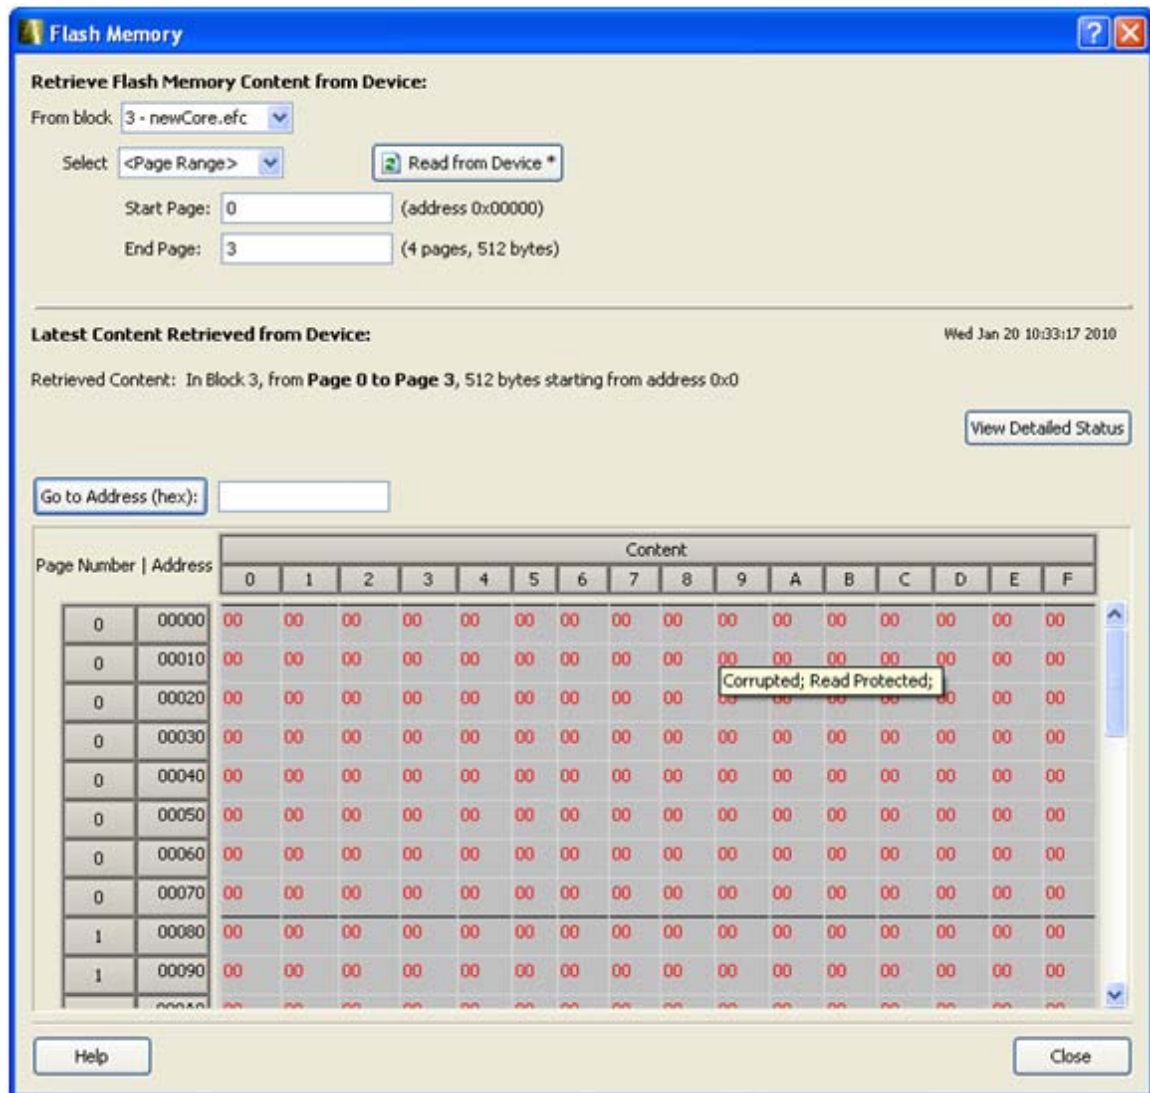 Flash Memory
Retrieve Flash Memory Content from Device:
From block 3 - newCore.efc
Select <Page Range> Read from Device *
Start Page: 0 (address 0x00000)
End Page: 3 (4 pages, 512 bytes)
Latest Content Retrieved from Device: Wed Jan 20 10:33:17 2010
Retrieved Content: In Block 3, from Page 0 to Page 3, 512 bytes starting from address 0x0
View Detailed Status
Go to Address (hex):
Content
Page Number | Address
0 1 2 3 4 5 6 7 8 9 A B C D E F
0 00000 00 00 00 00 00 00 00 00 00 00 00 00 00 00 00 00
0 00010 00 00 00 00 00 00 00 00 00 00 00 00 00 00 00 00
Corrupted; Read Protected;
0 00020 00 00 00 00 00 00 00 00 00 00 00 00 00 00 00 00
0 00030 00 00 00 00 00 00 00 00 00 00 00 00 00 00 00 00
0 00040 00 00 00 00 00 00 00 00 00 00 00 00 00 00 00 00
0 00050 00 00 00 00 00 00 00 00 00 00 00 00 00 00 00 00
0 00060 00 00 00 00 00 00 00 00 00 00 00 00 00 00 00 00
0 00070 00 00 00 00 00 00 00 00 00 00 00 00 00 00 00 00
1 00080 00 00 00 00 00 00 00 00 00 00 00 00 00 00 00 00
1 00090 00 00 00 00 00 00 00 00 00 00 00 00 00 00 00 00
Help Close